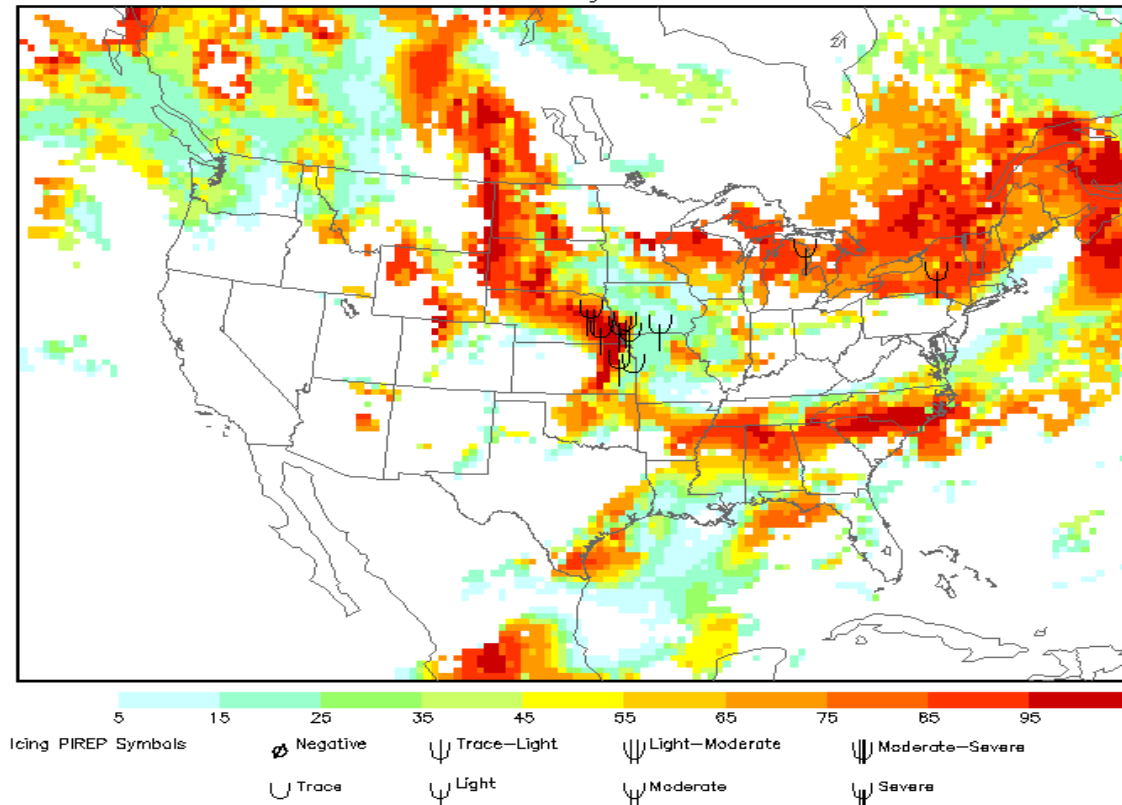 5 15 25 35 45 55 65 75 85 95
Icing PIREP Symbols
Negative Trace-Light Light-Moderate Moderate-Severe
Trace Light Moderate Severe